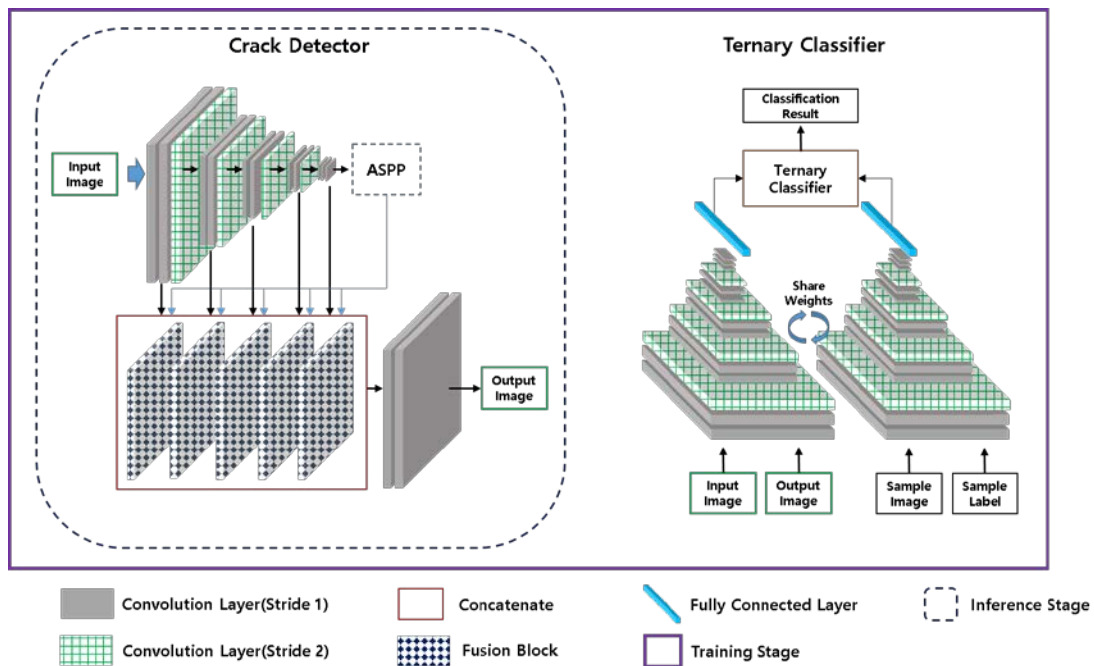 Crack Detector
Ternary Classifier
Input
Image
ASPP
Output
Image
Classification
Result
Ternary
Classifier
Share
Weights
Input
Image
Output
Image
Sample
Image
Sample
Label
Convolution Layer(Stride 1)
Concatenate
Fully Connected Layer
Inference Stage
Convolution Layer(Stride 2)
Fusion Block
Training Stage